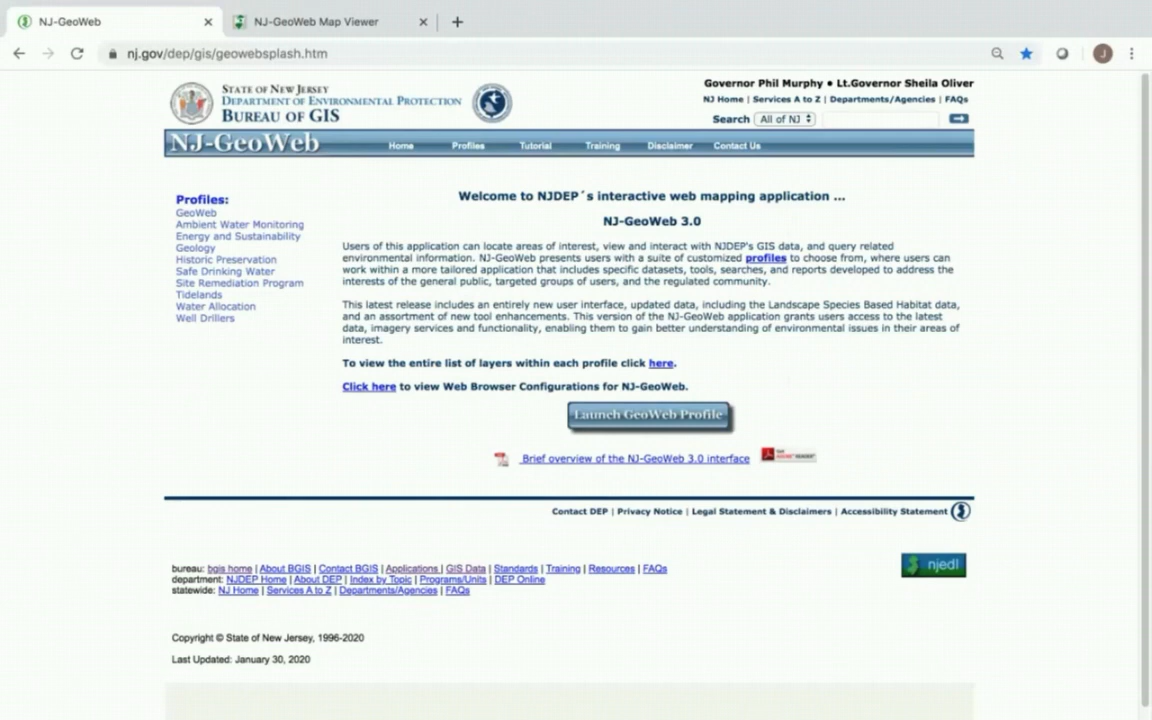 NJ-GeoWeb
NJ-GeoWeb Map Viewer
nj.gov/dep/gis/geowebsplash.htm
J
STATE OF NEW JERSEY
DEPARTMENT OF ENVIRONMENTAL PROTECTION
BUREAU OF GIS
Governor Phil Murphy • Lt.Governor Sheila Oliver
NJ Home | Services A to Z | Departments/Agencies | FAQs
Search All of NJ
NJ-GEOWEB
Home Profiles Tutorial Training Disclaimer Contact Us
Profiles:
GeoWeb
Ambient Water Monitoring
Energy and Sustainability
Geology
Historic Preservation
Safe Drinking Water
Site Remediation Program
Tidelands
Water Allocation
Well Drillers
Welcome to NJDEP´s interactive web mapping application ...
NJ-GeoWeb 3.0
Users of this application can locate areas of interest, view and interact with NJDEP's GIS data, and query related
environmental information. NJ-GeoWeb presents users with a suite of customized profiles to choose from, where users can
work within a more tailored application that includes specific datasets, tools, searches, and reports developed to address the
interests of the general public, targeted groups of users, and the regulated community.
This latest release includes an entirely new user interface, updated data, including the Landscape Species Based Habitat data,
and an assortment of new tool enhancements. This version of the NJ-GeoWeb application grants users access to the latest
data, imagery services and functionality, enabling them to gain better understanding of environmental issues in their areas of
interest.
To view the entire list of layers within each profile click here.
Click here to view Web Browser Configurations for NJ-GeoWeb.
Launch GeoWeb Profile
Brief overview of the NJ-GeoWeb 3.0 interface
Contact DEP | Privacy Notice | Legal Statement & Disclaimers | Accessibility Statement
bureau: bgis home | About BGIS | Contact BGIS | Applications | GIS Data | Standards | Training | Resources | FAQs
department: NJDEP Home | About DEP | Index by Topic | Programs/Units | DEP Online
statewide: NJ Home | Services A to Z | Departments/Agencies | FAQs
njedl
Copyright © State of New Jersey, 1996-2020
Last Updated: January 30, 2020